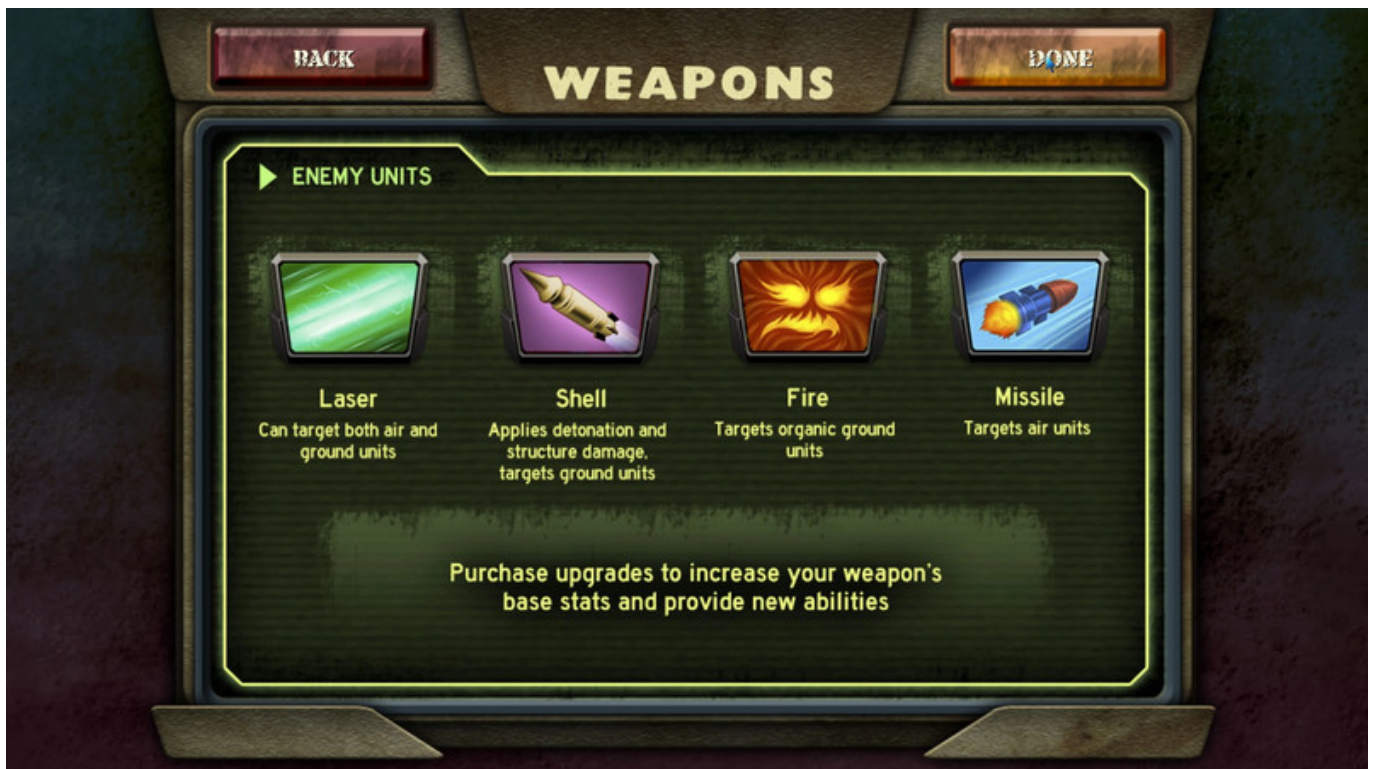 BACK
WEAPONS
DONE
ENEMY UNITS
Laser
Can target both air and
ground units
Shell
Applies detonation and
structure damage,
targets ground units
Fire
Targets organic ground
units
Missile
Targets air units
Purchase upgrades to increase your weapon's
base stats and provide new abilities